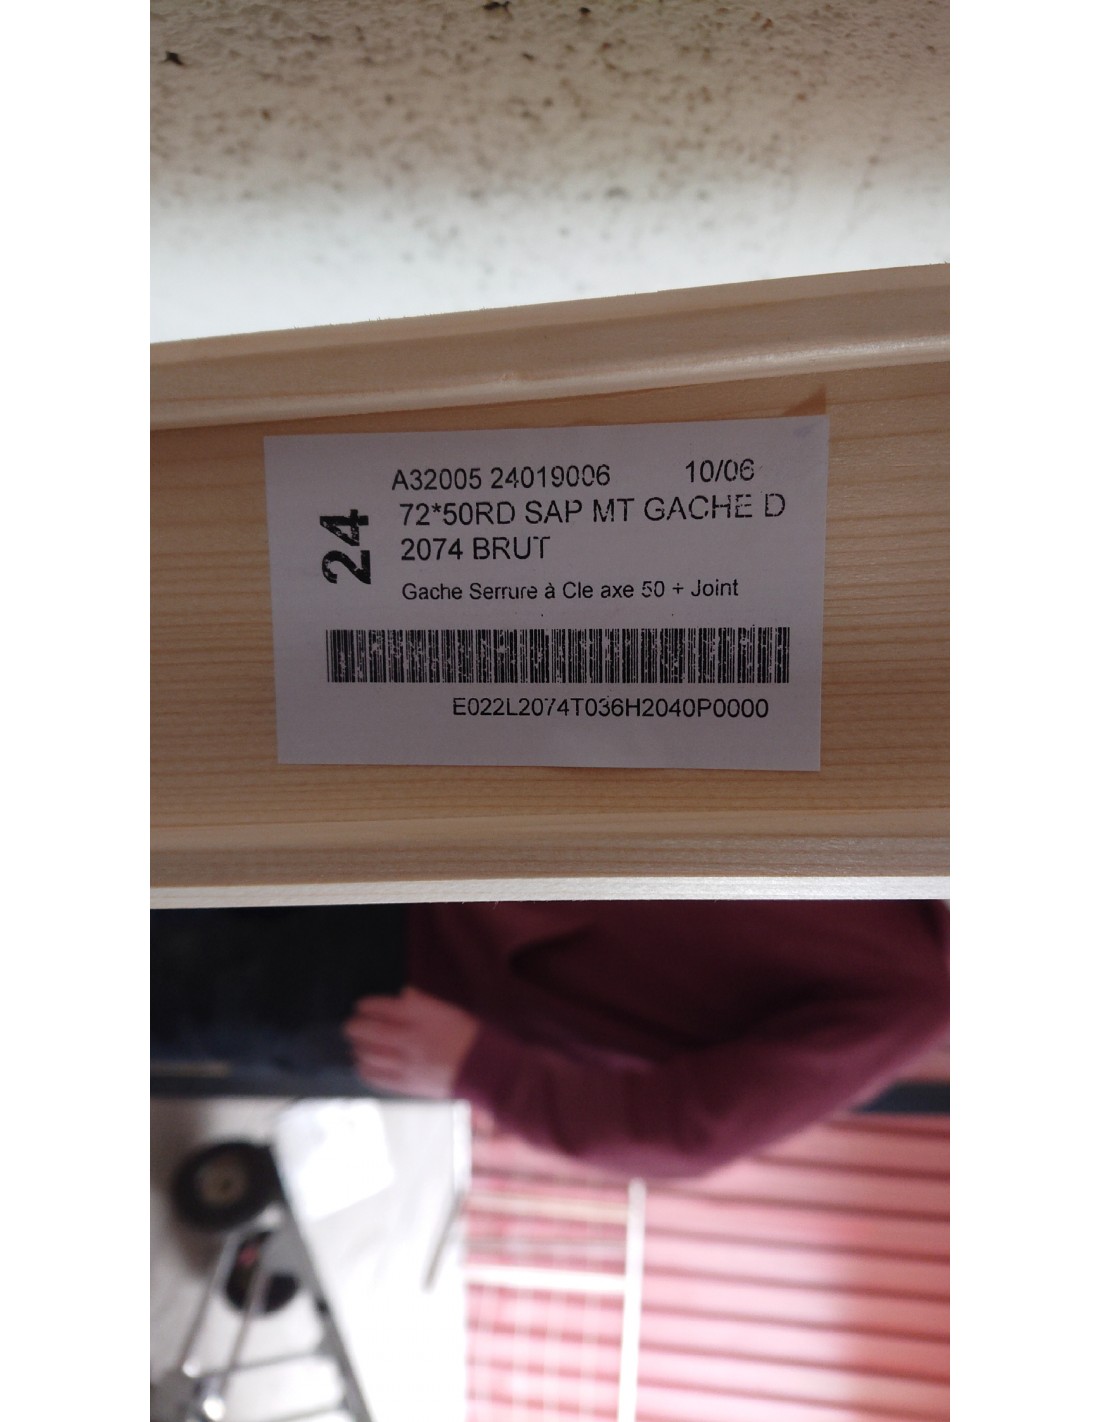 A32005 24019006 10/06
72*50RD SAP MT GACHE D
2074 BRUT
24
Gache Serrure à Cle axe 50 + Joint
E022L2074T036H2040P0000